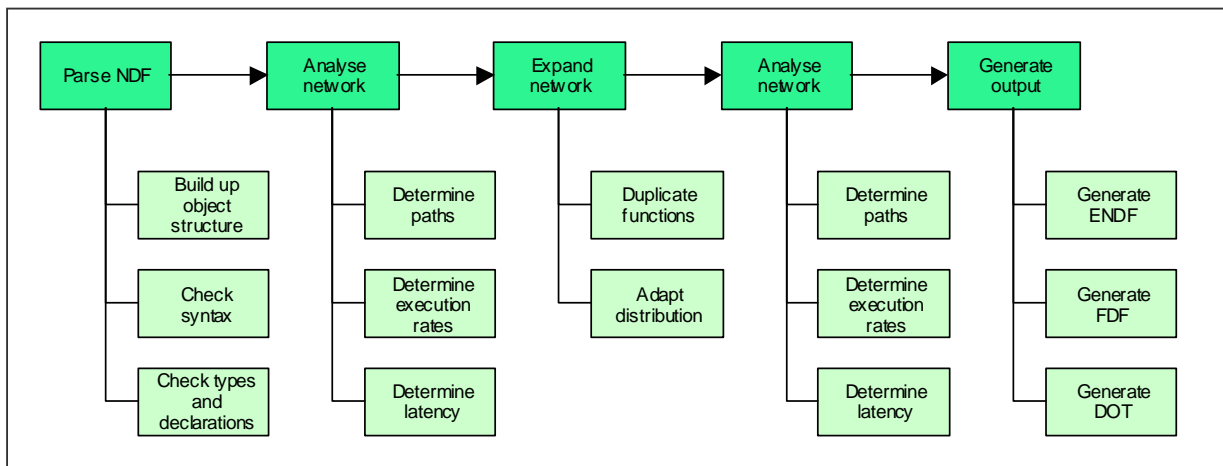 Parse NDF
Analyse
network
Expand
network
Analyse
network
Generate
output
Build up
object
structure
Check
syntax
Check types
and
declarations
Determine
paths
Determine
execution
rates
Determine
latency
Duplicate
functions
Adapt
distribution
Determine
paths
Determine
execution
rates
Determine
latency
Generate
ENDF
Generate
FDF
Generate
DOT